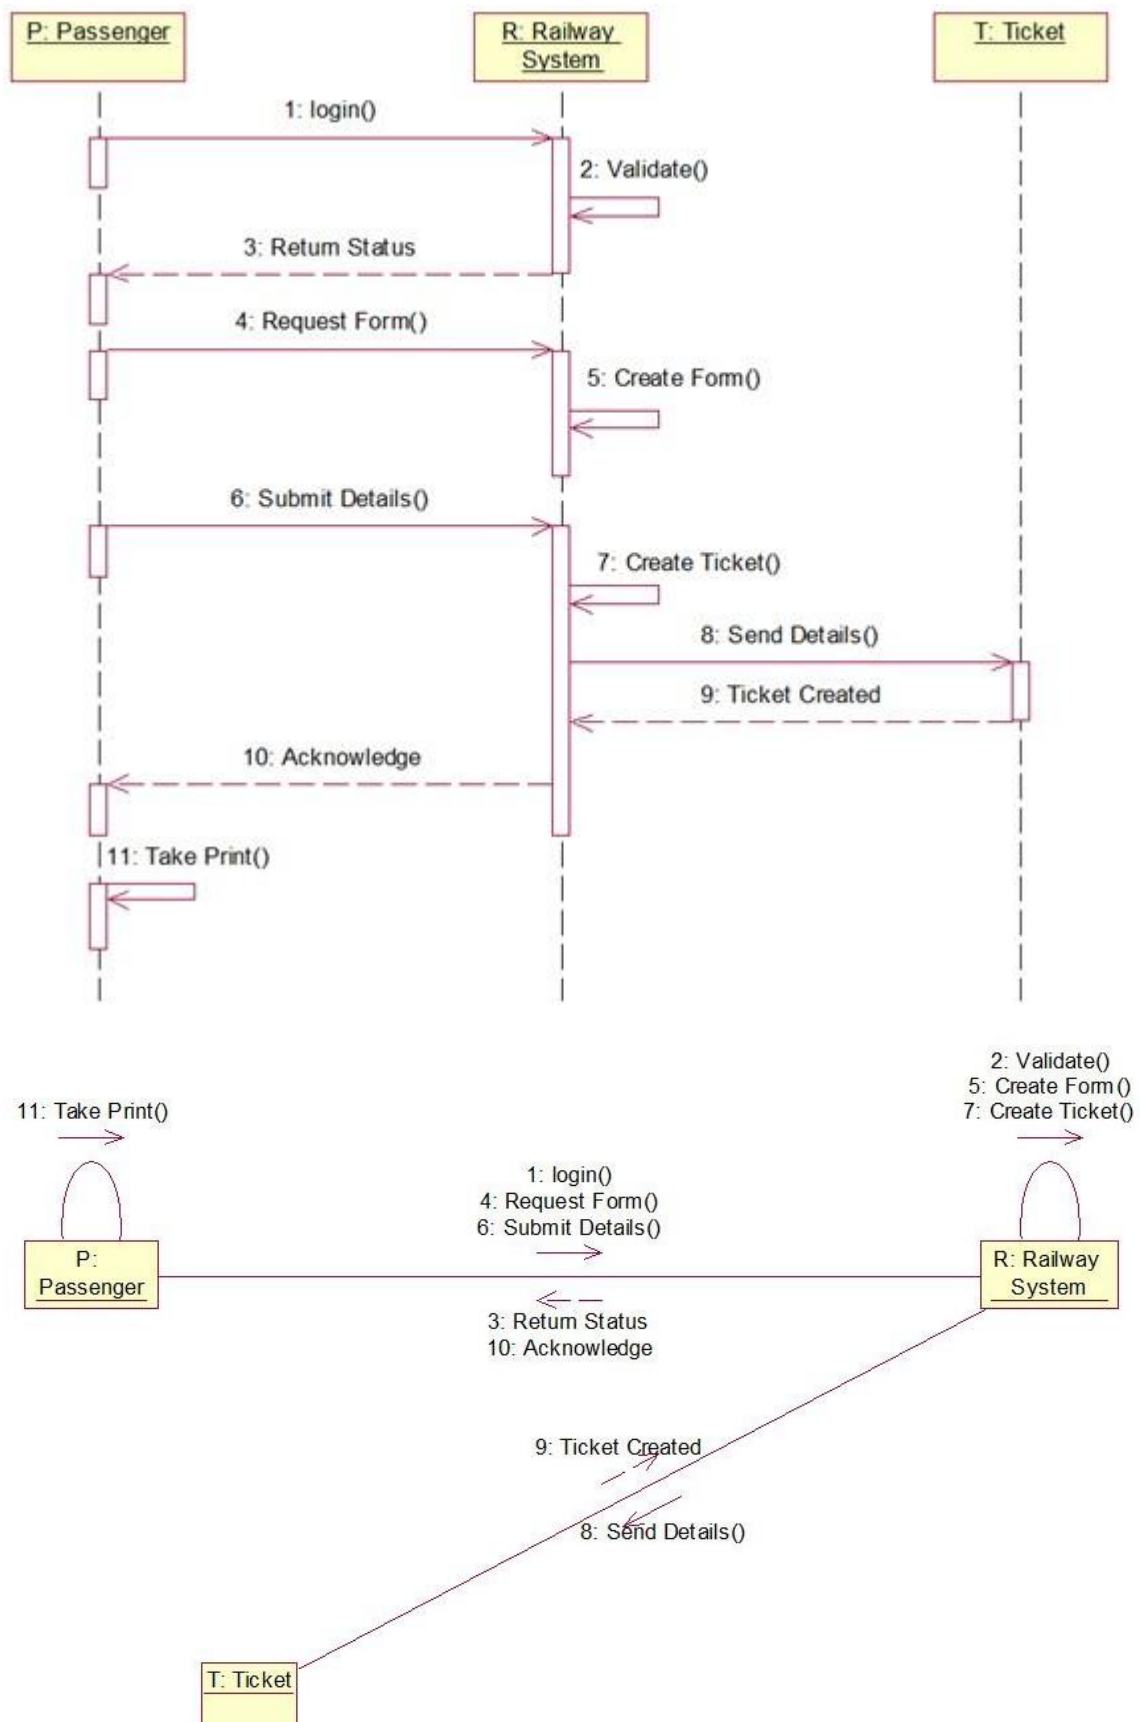 P: Passenger
R: Railway
System
T: Ticket
1: login()
2: Validate()
3: Return Status
4: Request Form()
5: Create Form()
6: Submit Details()
7: Create Ticket()
8: Send Details()
9: Ticket Created
10: Acknowledge
11: Take Print()
2: Validate()
5: Create Form()
7: Create Ticket()
11: Take Print()
1: login()
4: Request Form()
6: Submit Details()
P:
Passenger
R: Railway
System
3: Return Status
10: Acknowledge
9: Ticket Created
8: Send Details()
T: Ticket